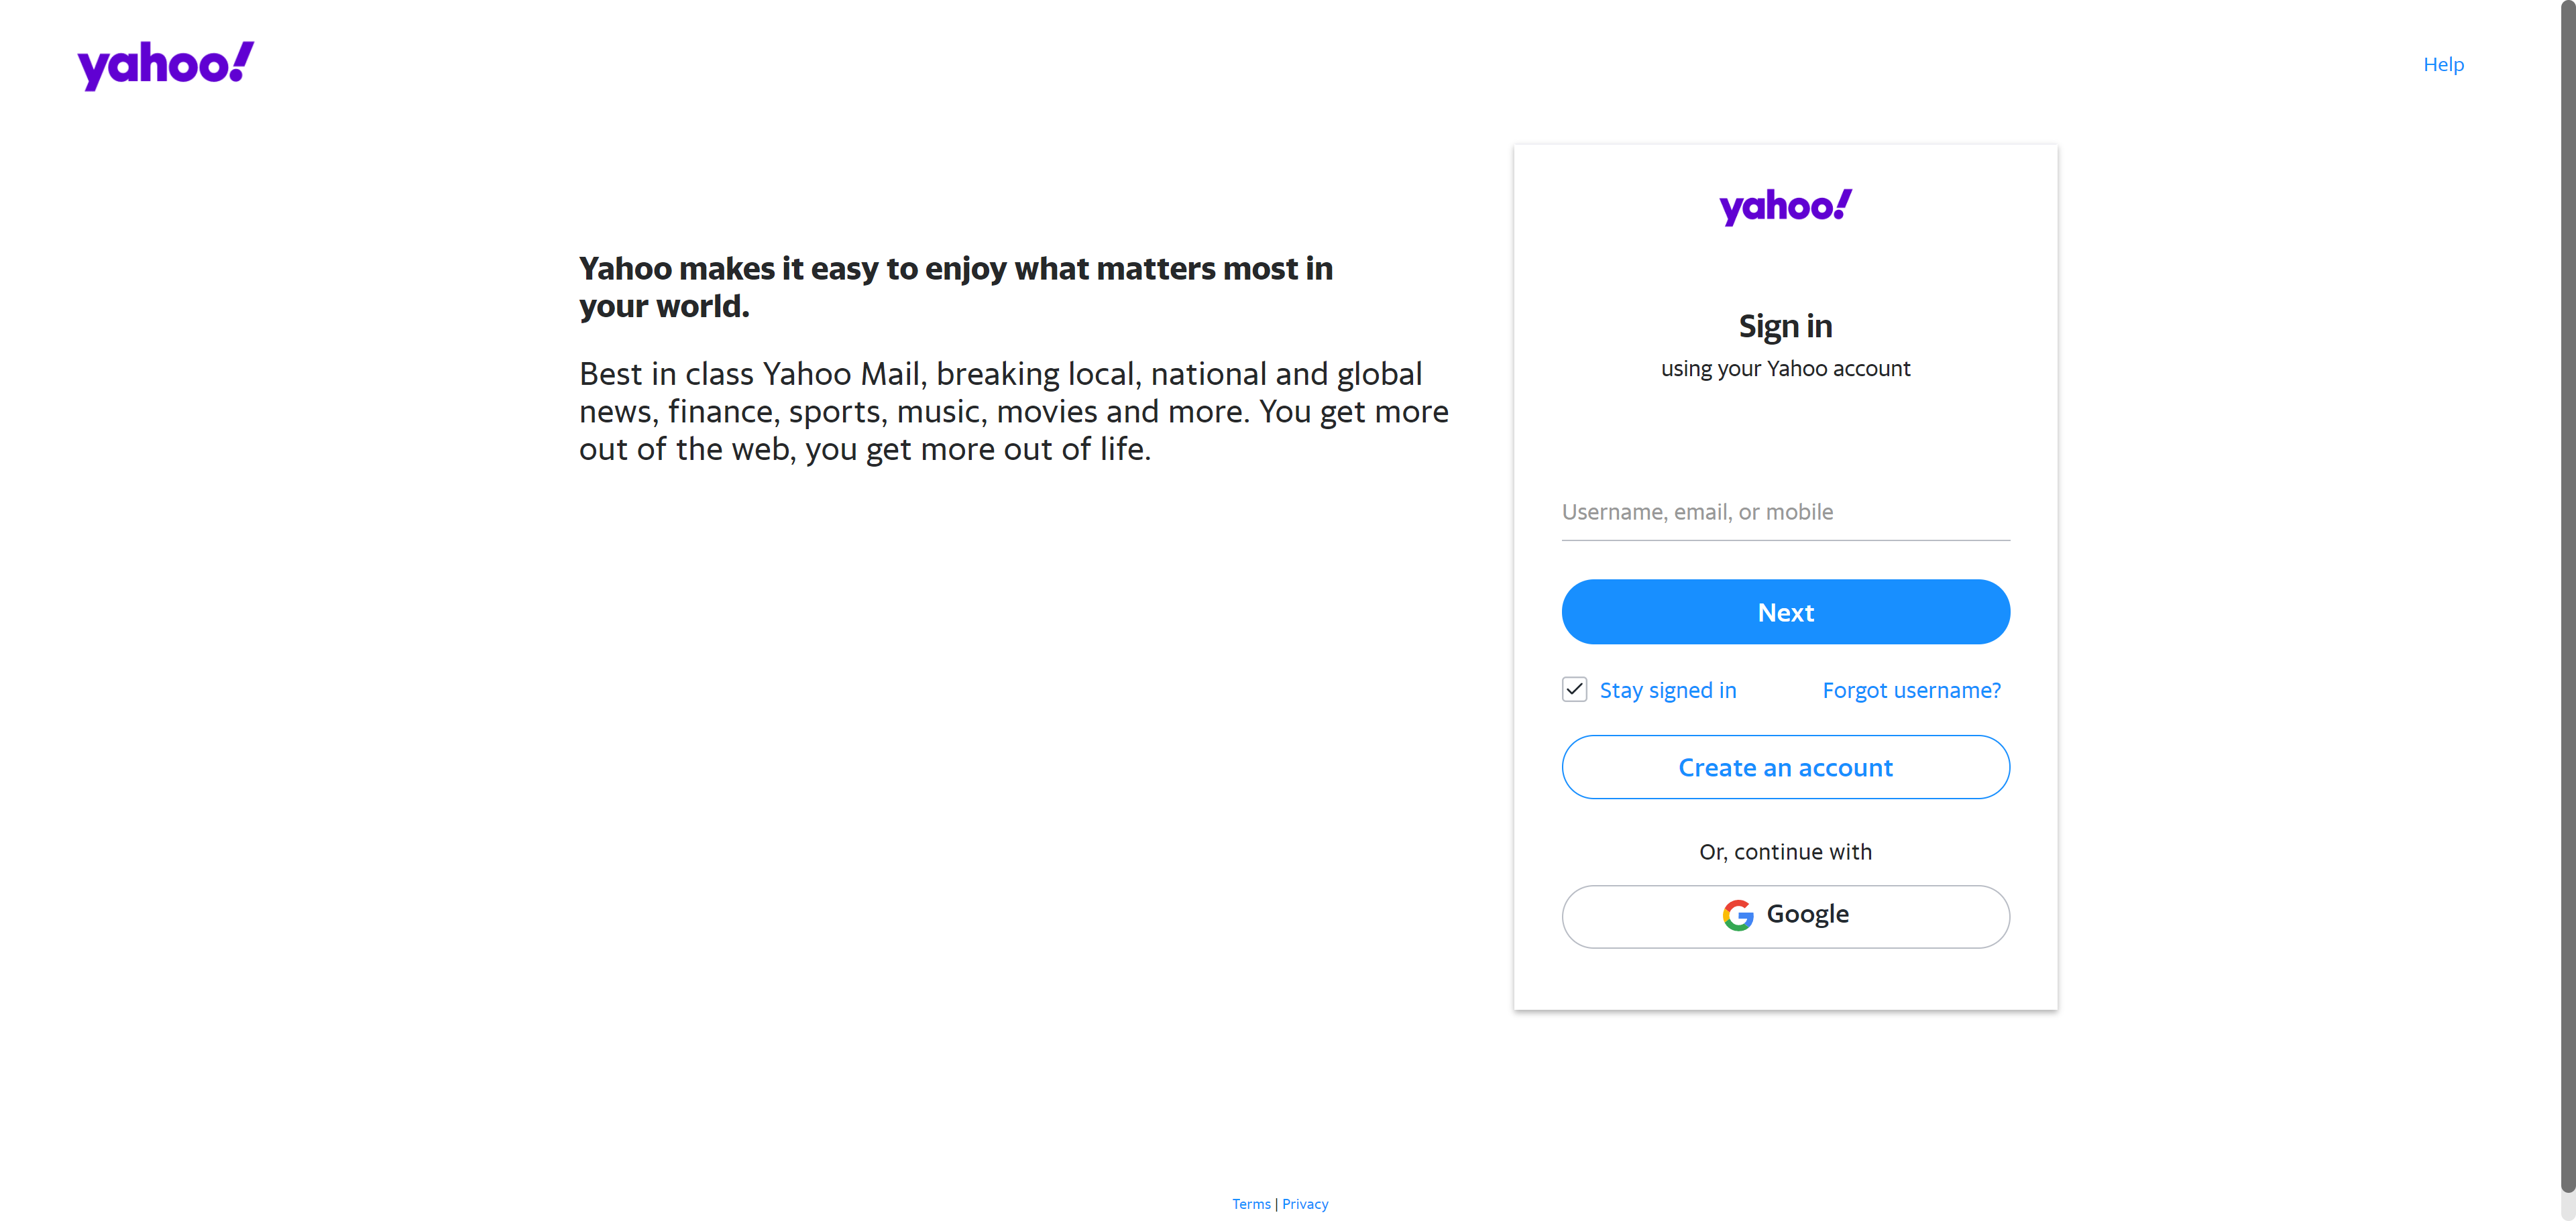 yahoo!
Help
Yahoo makes it easy to enjoy what matters most in
your world.
Best in class Yahoo Mail, breaking local, national and global
news, finance, sports, music, movies and more. You get more
out of the web, you get more out of life.
yahoo!
Sign in
using your Yahoo account
Username, email, or mobile
Next
Stay signed in
Forgot username?
Create an account
Or, continue with
Google
Terms | Privacy